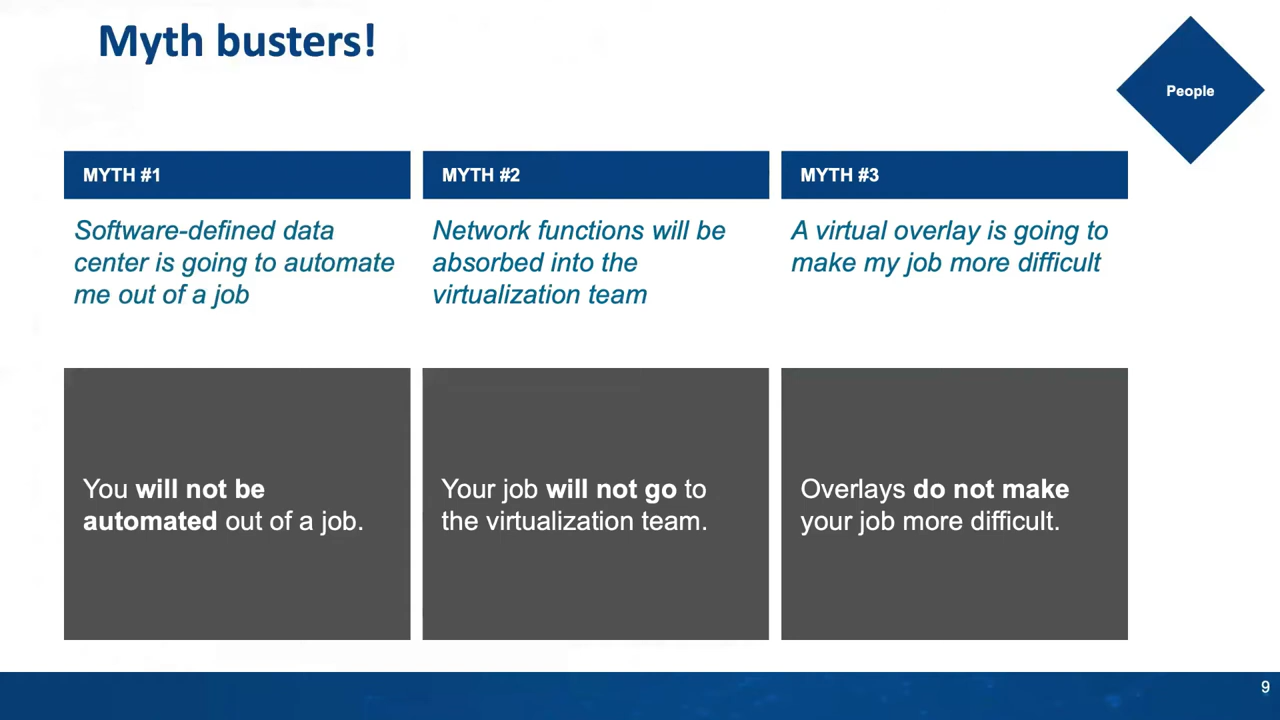 Myth busters!
People
MYTH #1
Software-defined data
center is going to automate
me out of a job
You will not be
automated out of a job.
MYTH #2
Network functions will be
absorbed into the
virtualization team
Your job will not go to
the virtualization team.
MYTH #3
A virtual overlay is going to
make my job more difficult
Overlays do not make
your job more difficult.
9